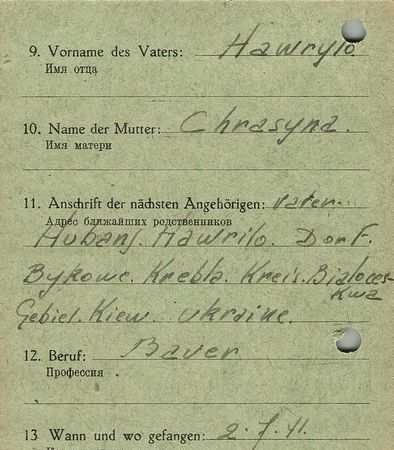 9. Vorname des Vaters: Hawrylo
Имя отца
10. Name der Mutter: Chrasyna.
Имя матери
11. Anschrift der nächsten Angehörigen: Vater.
Адрес ближайших родственников
Hawrilo. Dorf.
Bykowe. Krebla. Kreis. Bialoces-
kwa
Gebiet. Kiew. Ukraine.
12. Beruf: Bauer
Профессия
13 Wann und wo gefangen: 2.7.41.